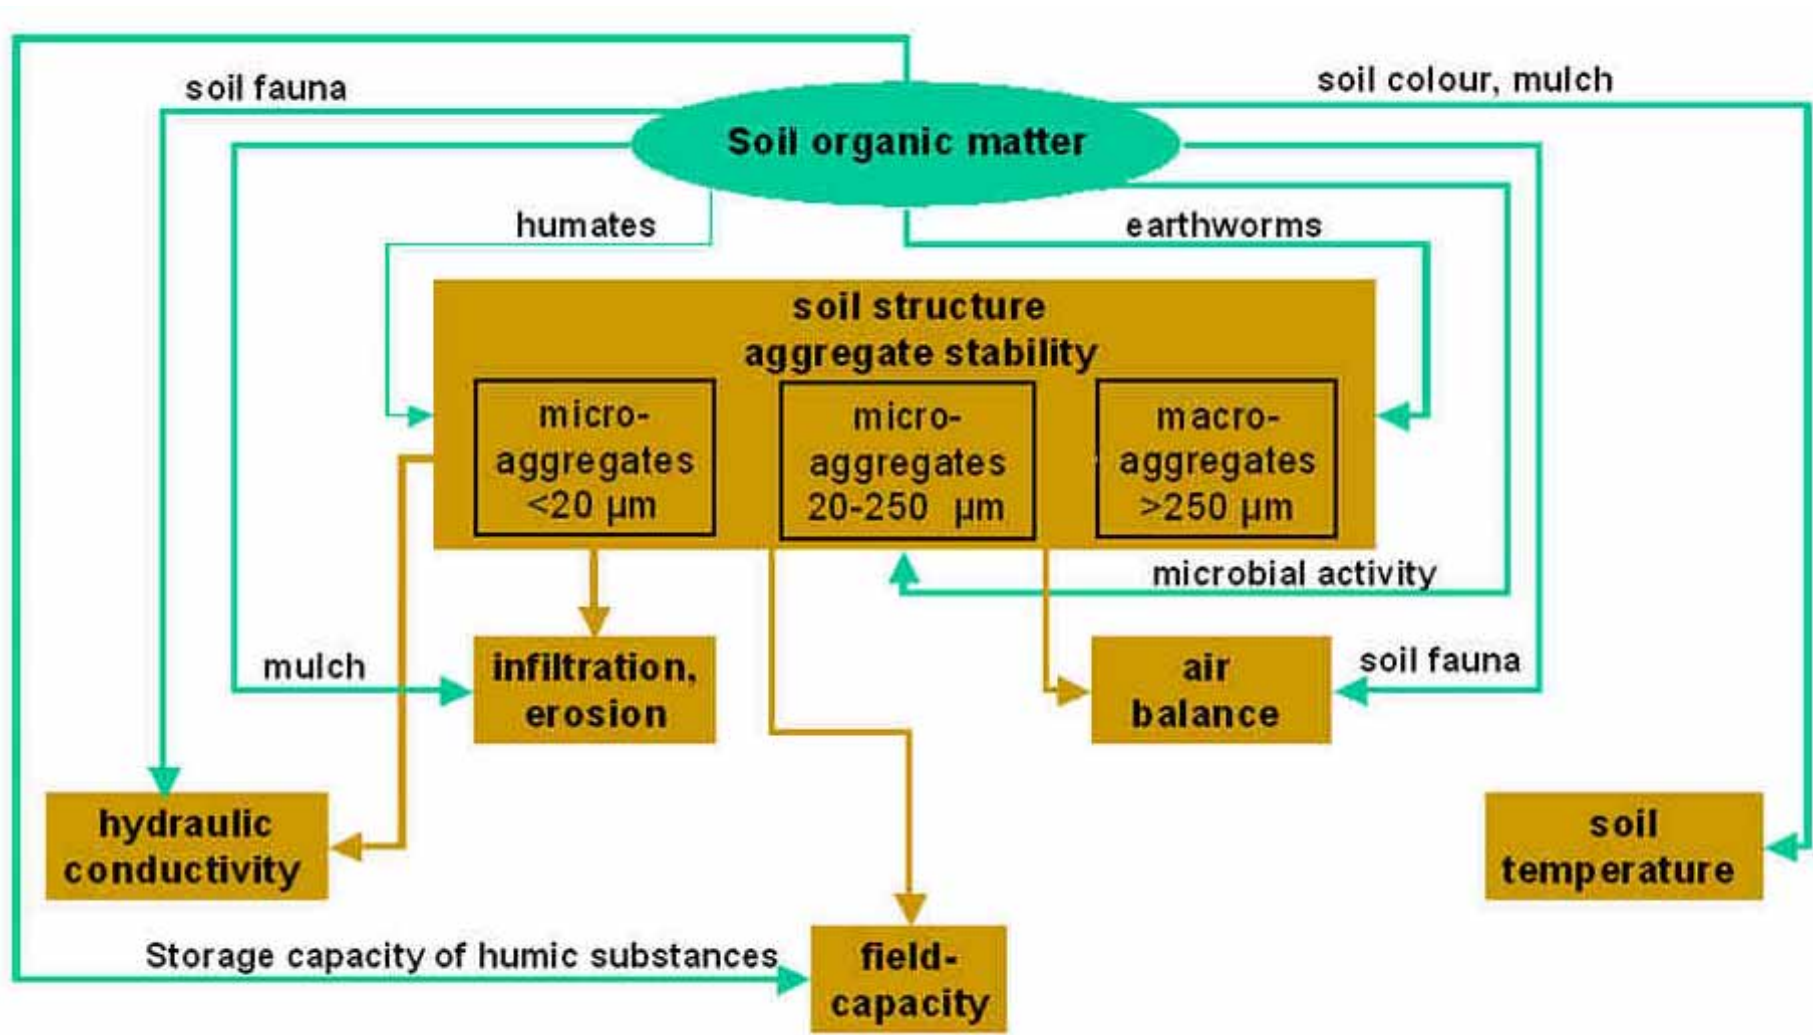 soil fauna
soil colour, mulch
Soil organic matter
humates
earthworms
soil structure
aggregate stability
micro-
aggregates
<20 µm
micro-
aggregates
20-250 µm
macro-
aggregates
>250 µm
microbial activity
mulch
infiltration,
erosion
air
balance
soil fauna
hydraulic
conductivity
soil
temperature
Storage capacity of humic substances
field-
capacity